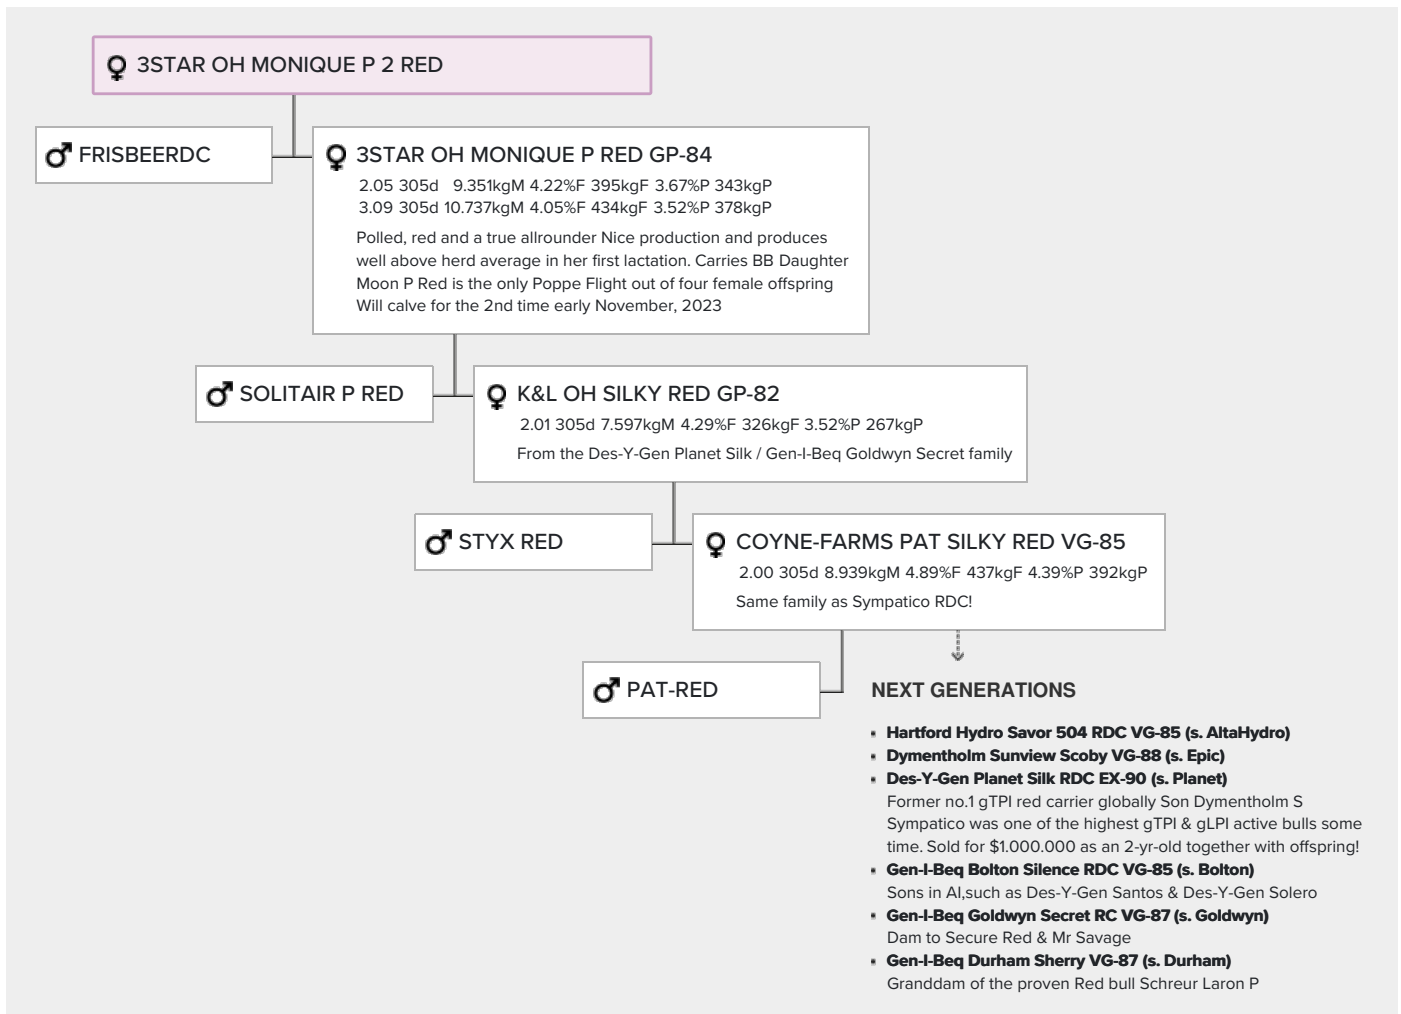 3STAR OH MONIQUE P 2 RED
FRISBEERDC
3STAR OH MONIQUE P RED GP-84
2.05 305d 9.351kgM 4.22%F 395kgF 3.67%P 343kgP
3.09 305d 10.737kgM 4.05%F 434kgF 3.52%P 378kgP
Polled, red and a true allrounder Nice production and produces
well above herd average in her first lactation. Carries BB Daughter
Moon P Red is the only Poppe Flight out of four female offspring
Will calve for the 2nd time early November, 2023
SOLITAIR P RED
K&L OH SILKY RED GP-82
2.01 305d 7.597kgM 4.29%F 326kgF 3.52%P 267kgP
From the Des-Y-Gen Planet Silk / Gen-I-Beq Goldwyn Secret family
STYX RED
COYNE-FARMS PAT SILKY RED VG-85
2.00 305d 8.939kgM 4.89%F 437kgF 4.39%P 392kgP
Same family as Sympatico RDC!
PAT-RED
NEXT GENERATIONS
Hartford Hydro Savor 504 RDC VG-85 (s. AltaHydro)
Dymentholm Sunview Scoby VG-88 (s. Epic)
Des-Y-Gen Planet Silk RDC EX-90 (s. Planet)
Former no.1 gTPI red carrier globally Son Dymentholm S
Sympatico was one of the highest gTPI & gLPI active bulls some
time. Sold for $1.000.000 as an 2-yr-old together with offspring!
Gen-I-Beq Bolton Silence RDC VG-85 (s. Bolton)
Sons in AI,such as Des-Y-Gen Santos & Des-Y-Gen Solero
Gen-I-Beq Goldwyn Secret RC VG-87 (s. Goldwyn)
Dam to Secure Red & Mr Savage
Gen-I-Beq Durham Sherry VG-87 (s. Durham)
Granddam of the proven Red bull Schreur Laron P